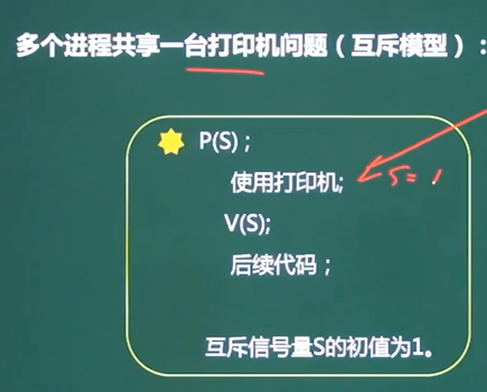 多个进程共享一台打印机问题（互斥模型）：
P(S)；
使用打印机; S=1
V(S);
后续代码；
互斥信号量S的初值为1。